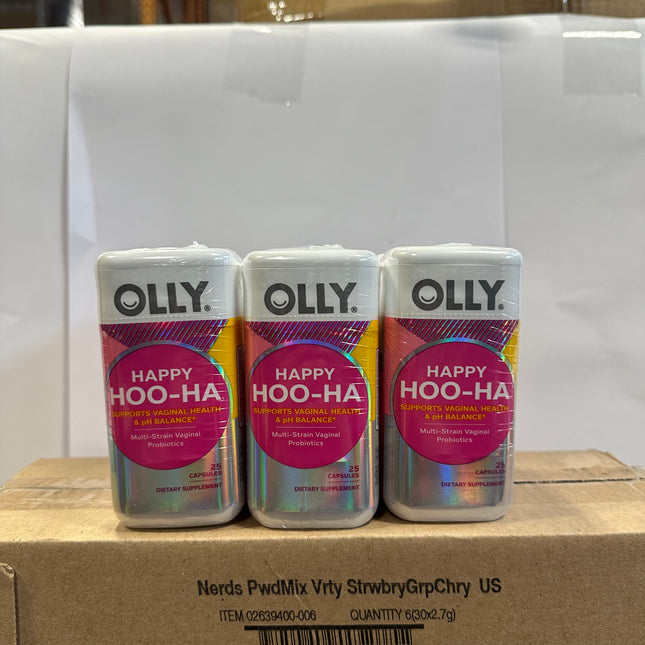 OLLY®
HAPPY
HOO-HA
SUPPORTS VAGINAL HEALTH
& pH BALANCE*
Multi-Strain Vaginal
Probiotics
25
CAPSULES
DIETARY SUPPLEMENT
OLLY®
HAPPY
HOO-HA
SUPPORTS VAGINAL HEALTH
& pH BALANCE*
Multi-Strain Vaginal
Probiotics
25
CAPSULES
DIETARY SUPPLEMENT
OLLY®
HAPPY
HOO-HA
SUPPORTS VAGINAL HEALTH
& pH BALANCE*
Multi-Strain Vaginal
Probiotics
25
CAPSULES
DIETARY SUPPLEMENT
Nerds PwdMix Vrty StrwbryGrpChry US
ITEM 02639400-006 QUANTITY 6(30x2.7g)